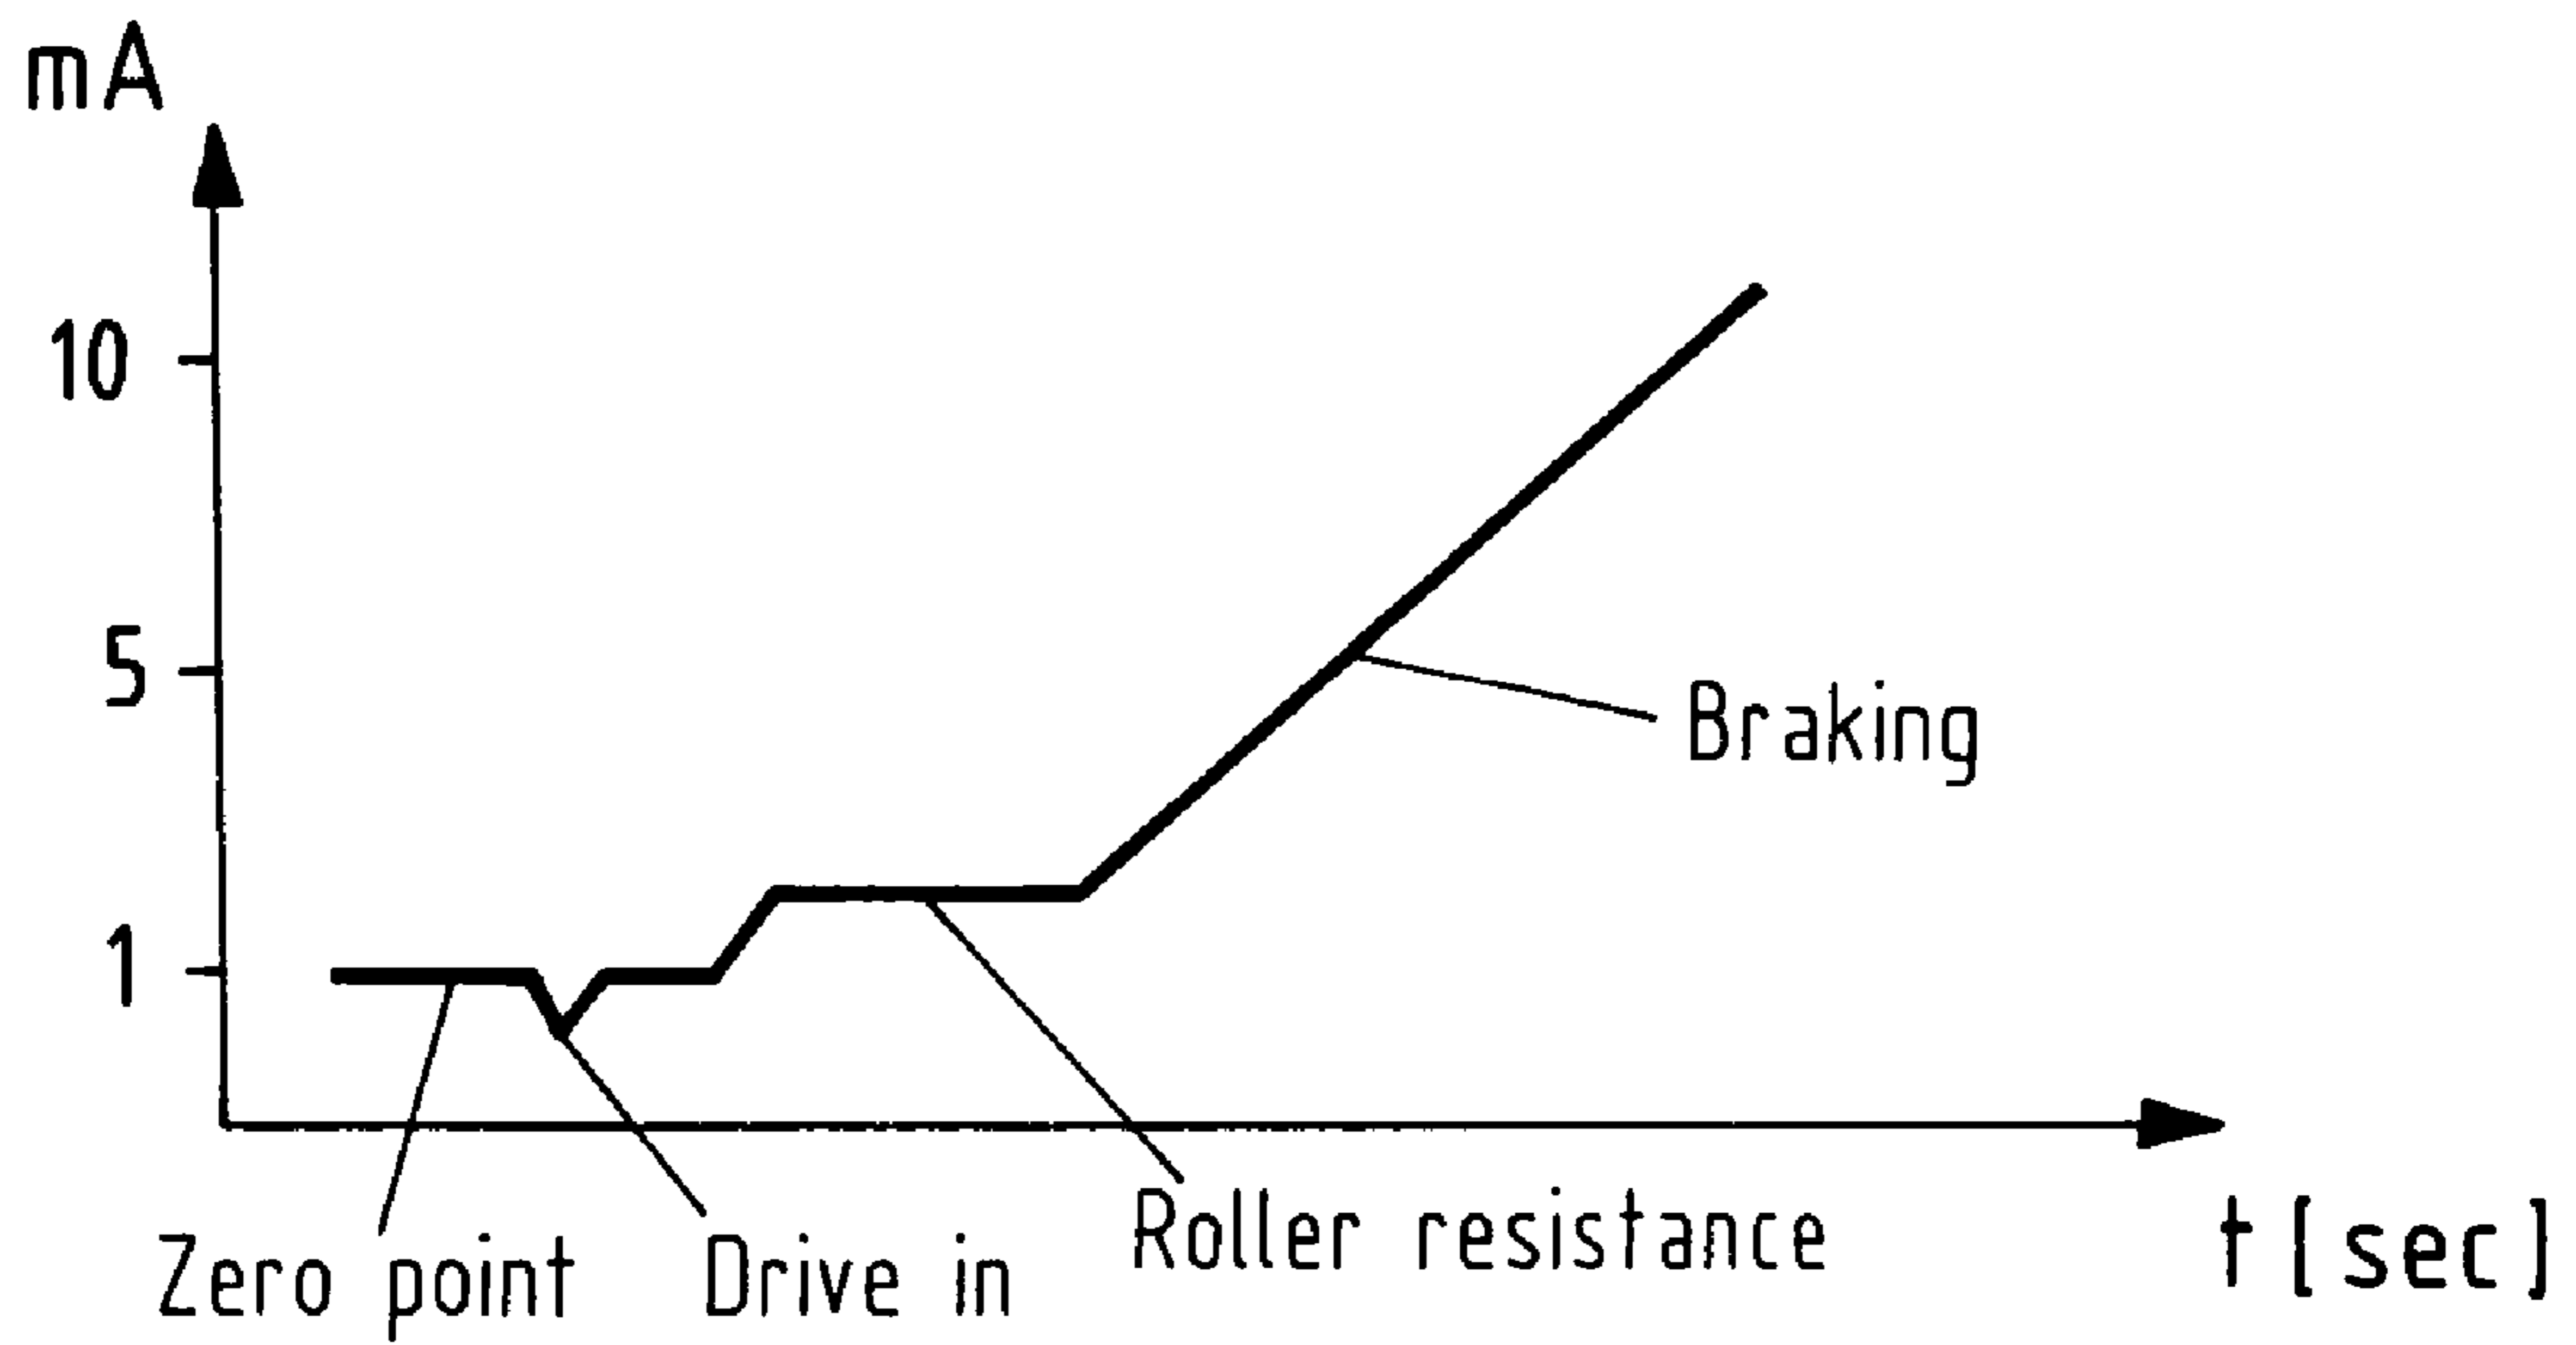 mA
10
5
Braking
1
Roller resistance
Zero point
Drive in
t [sec]